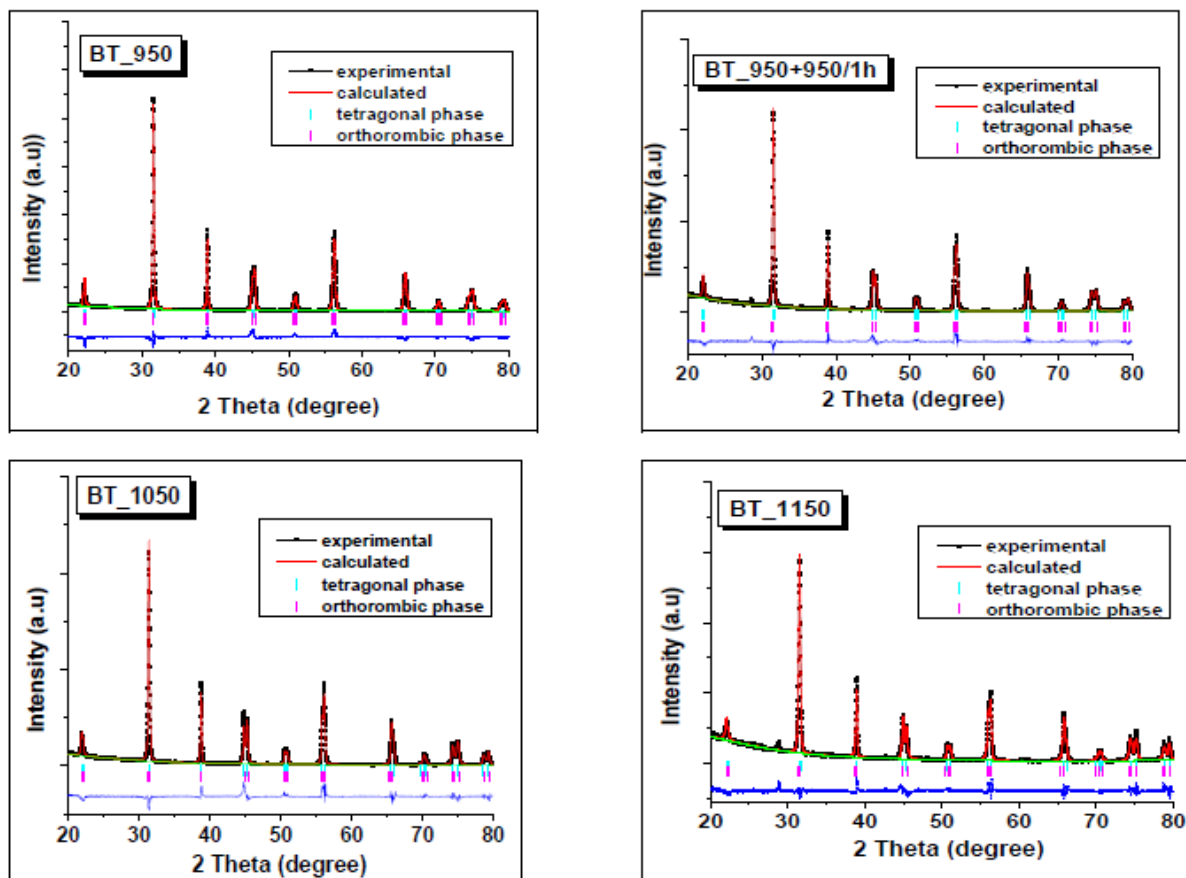 BT_950
experimental
calculated
tetragonal phase
orthorombic phase
Intensity (a.u))
20 30 40 50 60 70 80
2 Theta (degree)
BT_950+950/1h
experimental
calculated
tetragonal phase
orthorombic phase
Intensity (a.u)
20 30 40 50 60 70 80
2 Theta (degree)
BT_1050
experimental
calculated
tetragonal phase
orthorombic phase
Intensity (a.u)
20 30 40 50 60 70 80
2 Theta (degree)
BT_1150
experimental
calculated
tetragonal phase
orthorombic phase
Intensity (a.u)
20 30 40 50 60 70 80
2 Theta (degree)